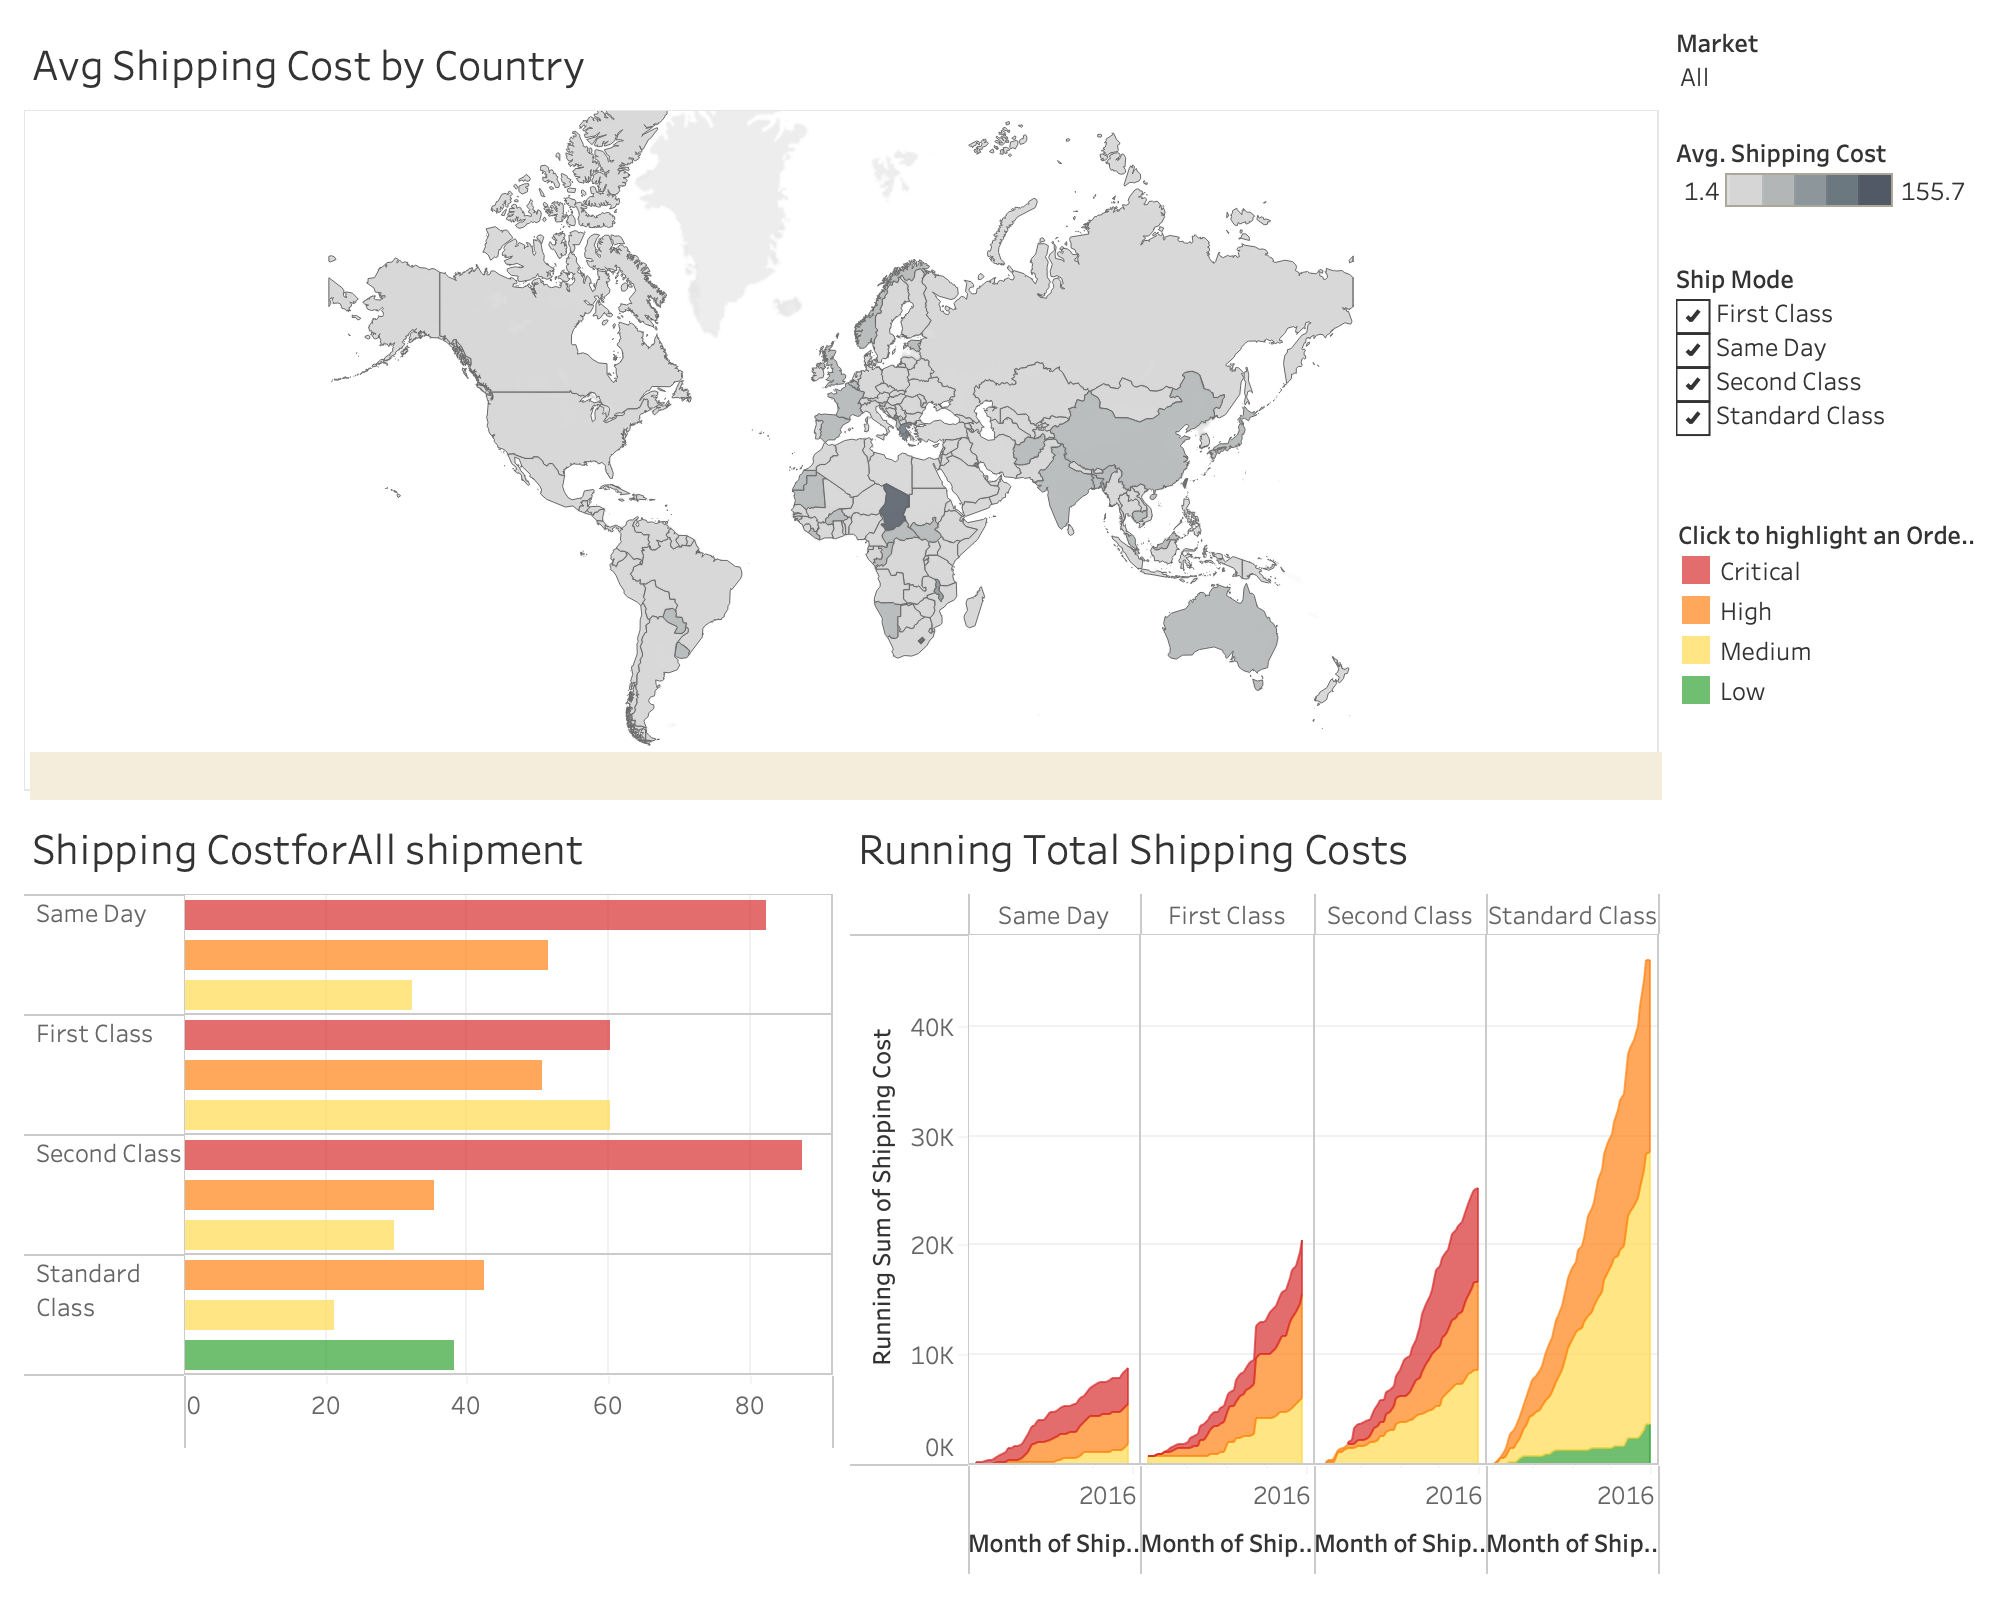 Avg Shipping Cost by Country
Market
All
Avg. Shipping Cost
1.4 155.7
Ship Mode
First Class
Same Day
Second Class
Standard Class
Click to highlight an Orde..
Critical
High
Medium
Low
Shipping CostforAll shipment
Same Day
First Class
Second Class
Standard
Class
0 20 40 60 80
Running Total Shipping Costs
Same Day First Class Second Class Standard Class
Running Sum of Shipping Cost
40K
30K
20K
10K
0K
2016 2016 2016 2016
Month of Ship.. Month of Ship.. Month of Ship.. Month of Ship..